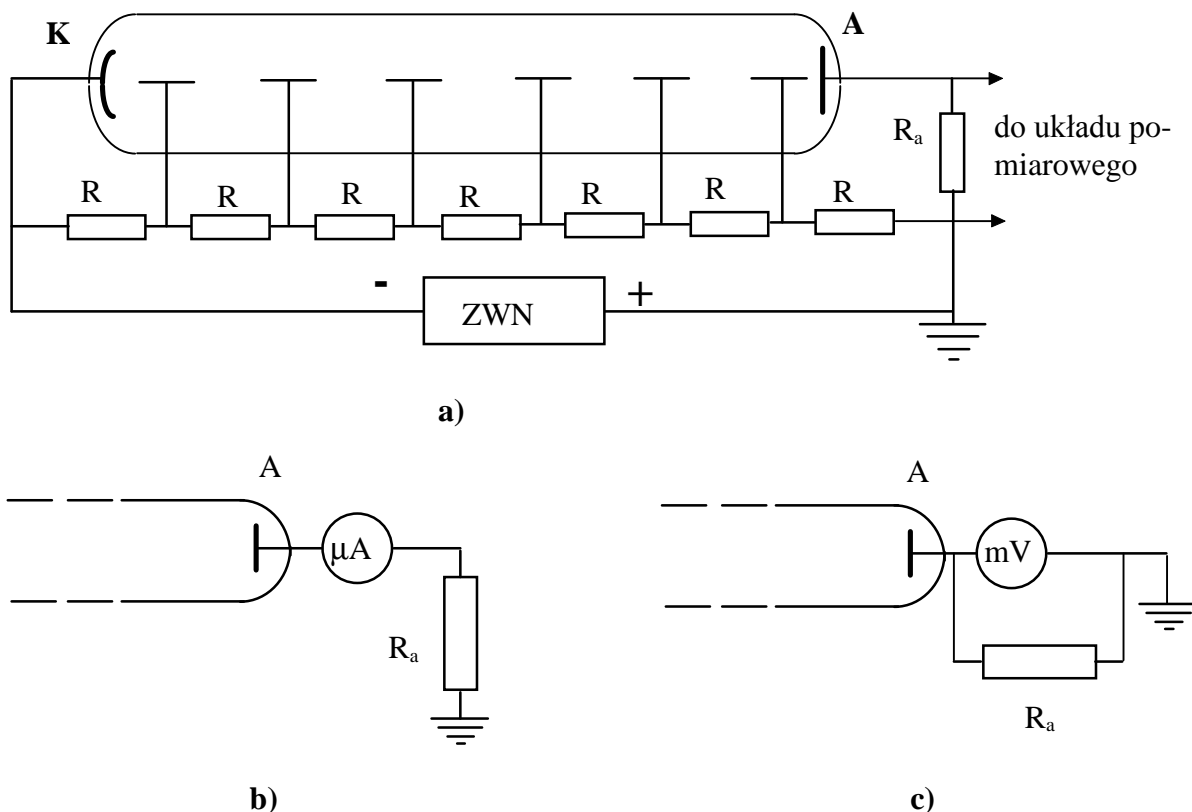 K
A
Rₐ
do układu po-
miarowego
R
R
R
R
R
R
R
-
ZWN
+
a)
A
μA
Rₐ
b)
A
mV
Rₐ
c)